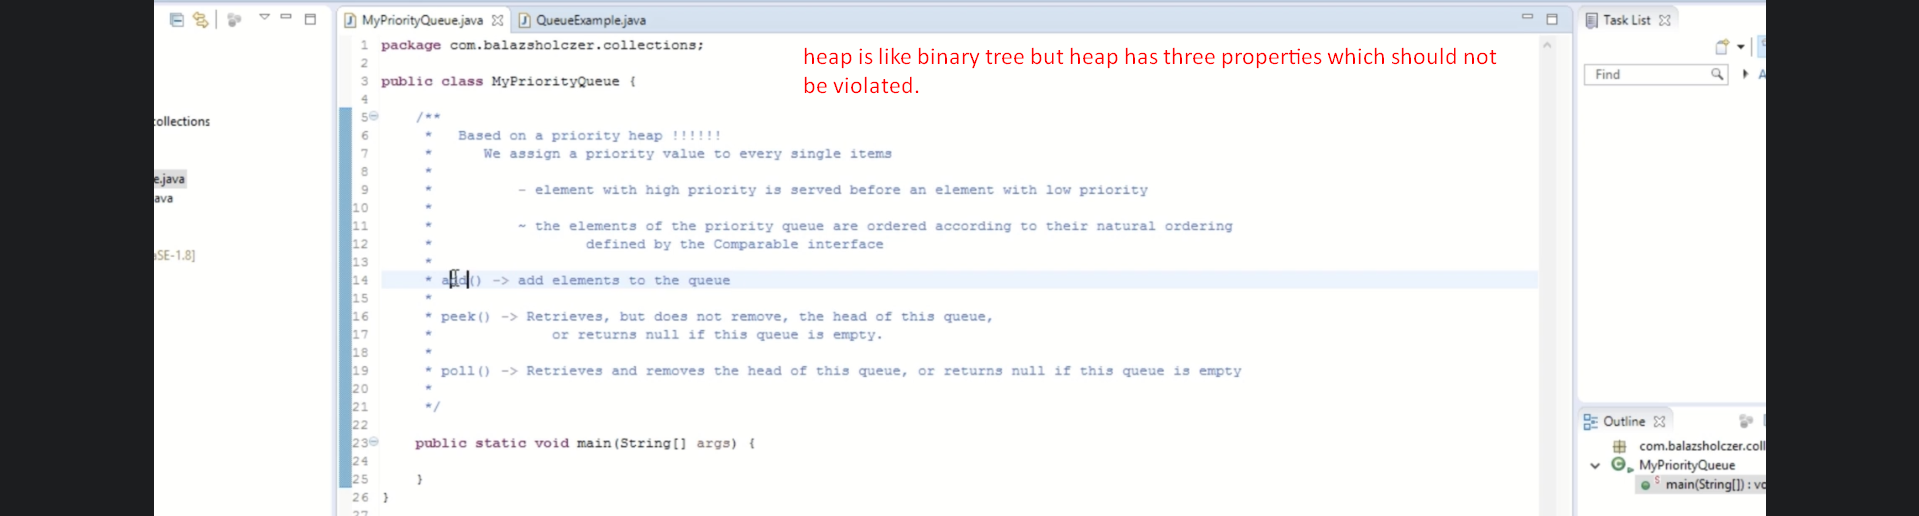 MyPriorityQueue.java
QueueExample.java
Task List
1 package com.balazsholczer.collections;
2
3 public class MyPriorityQueue {
4
5 /**
6 * Based on a priority heap !!!!!!
7 * We assign a priority value to every single items
8 *
9 * - element with high priority is served before an element with low priority
10 *
11 * ~ the elements of the priority queue are ordered according to their natural ordering
12 * defined by the Comparable interface
13 *
14 * add() -> add elements to the queue
15 *
16 * peek() -> Retrieves, but does not remove, the head of this queue,
17 * or returns null if this queue is empty.
18 *
19 * poll() -> Retrieves and removes the head of this queue, or returns null if this queue is empty
20 *
21 */
22
23 public static void main(String[] args) {
24
25 }
26 }
27
heap is like binary tree but heap has three properties which should not
be violated.
ollections
e.java
ava
SE-1.8]
Find
A
Outline
com.balazsholczer.coll
MyPriorityQueue
main(String[]) : vo